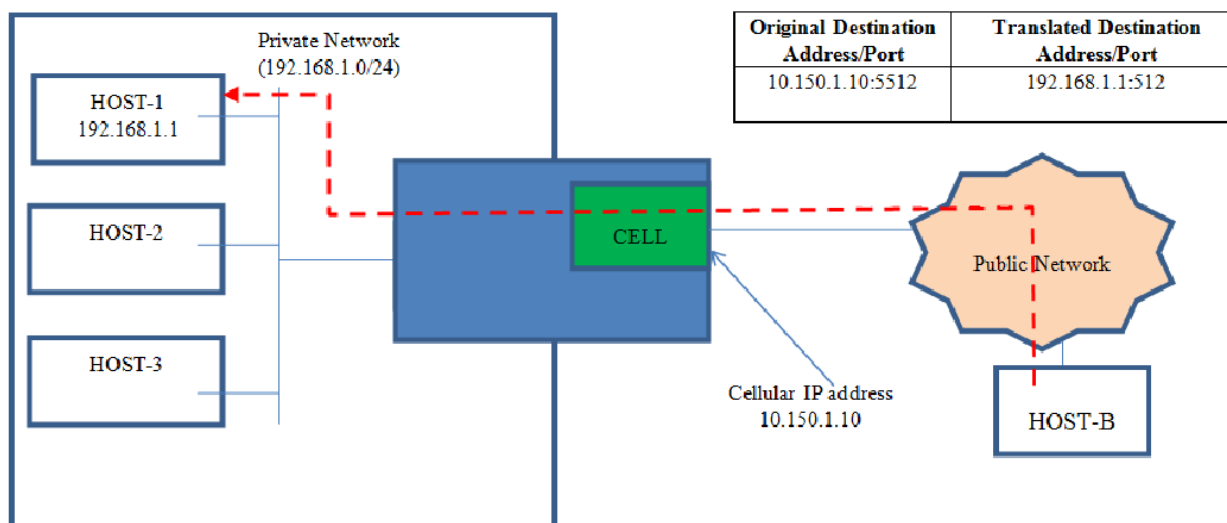 Private Network
(192.168.1.0/24)
HOST-1
192.168.1.1
HOST-2
HOST-3
CELL
Cellular IP address
10.150.1.10
Original Destination
Address/Port
Translated Destination
Address/Port
10.150.1.10:5512
192.168.1.1:512
Public Network
HOST-B